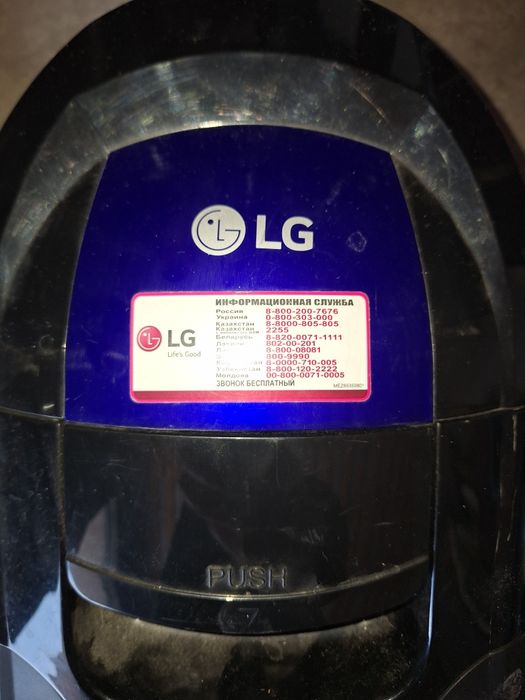 LG
ИНФОРМАЦИОННАЯ СЛУЖБА
Россия 8-800-200-7676
Украина 0-800-303-000
Казахстан 8-8000-805-805
Казахстан 2255
Беларусь 8-820-0071-1111
802-00-201
8-800-08081
800-9990
8-0000-710-005
Узбекистан 8-800-120-2222
Молдова 00-800-0071-0005
ЗВОНОК БЕСПЛАТНЫЙ
LG
Life's Good
PUSH